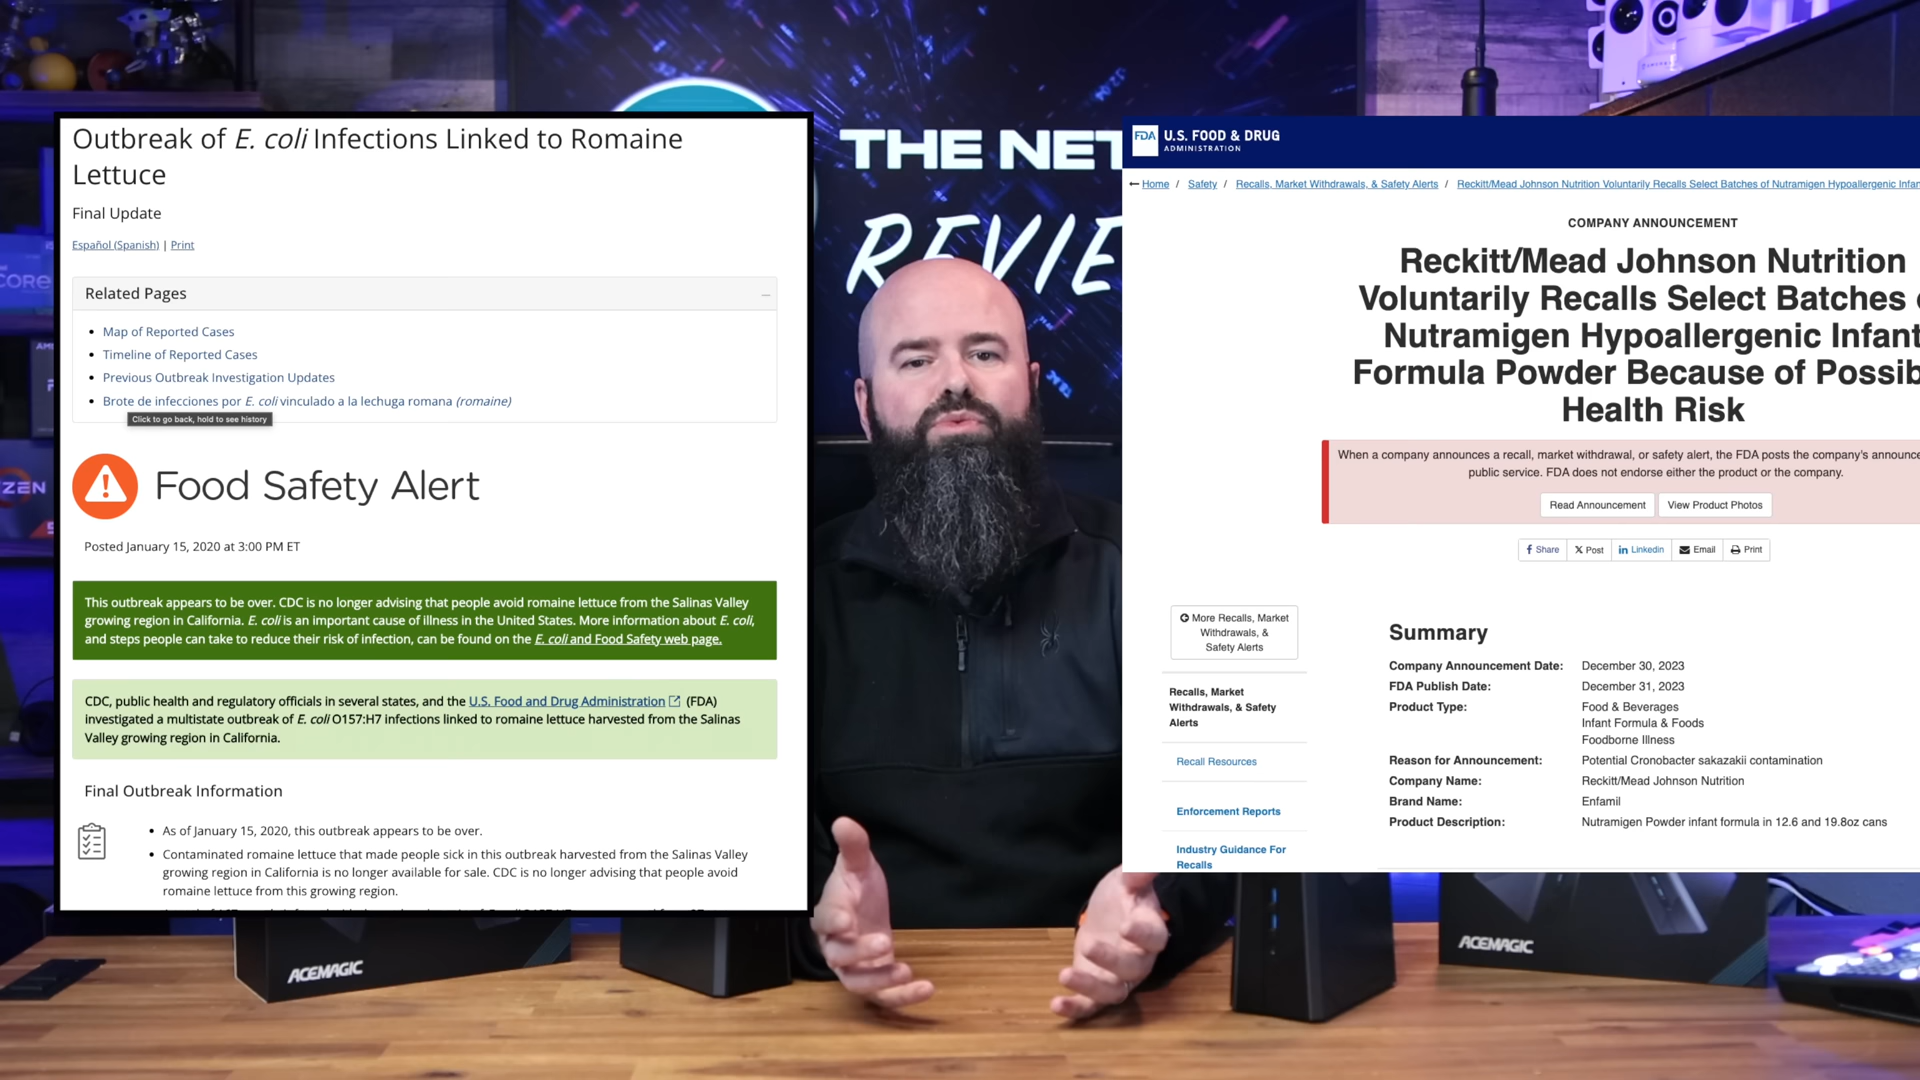 Outbreak of E. coli Infections Linked to Romaine
Lettuce
Final Update
Español (Spanish) | Print
Related Pages
Map of Reported Cases
Timeline of Reported Cases
Previous Outbreak Investigation Updates
Brote de infecciones por E. coli vinculado a la lechuga romana (romaine)
Click to go back, hold to see history
Food Safety Alert
Posted January 15, 2020 at 3:00 PM ET
This outbreak appears to be over. CDC is no longer advising that people avoid romaine lettuce from the Salinas Valley
growing region in California. E. coli is an important cause of illness in the United States. More information about E. coli,
and steps people can take to reduce their risk of infection, can be found on the E. coli and Food Safety web page.
CDC, public health and regulatory officials in several states, and the U.S. Food and Drug Administration (FDA)
investigated a multistate outbreak of E. coli O157:H7 infections linked to romaine lettuce harvested from the Salinas
Valley growing region in California.
Final Outbreak Information
As of January 15, 2020, this outbreak appears to be over.
Contaminated romaine lettuce that made people sick in this outbreak harvested from the Salinas Valley
growing region in California is no longer available for sale. CDC is no longer advising that people avoid
romaine lettuce from this growing region.
THE NET
REVIE
CORE
AM
ZEN
FDA U.S. FOOD & DRUG
ADMINISTRATION
Home / Safety / Recalls, Market Withdrawals, & Safety Alerts / Reckitt/Mead Johnson Nutrition Voluntarily Recalls Select Batches of Nutramigen Hypoallergenic Infan
COMPANY ANNOUNCEMENT
Reckitt/Mead Johnson Nutrition
Voluntarily Recalls Select Batches
Nutramigen Hypoallergenic Infant
Formula Powder Because of Possib
Health Risk
When a company announces a recall, market withdrawal, or safety alert, the FDA posts the company's announce
public service. FDA does not endorse either the product or the company.
Read Announcement View Product Photos
Share Post Linkedin Email Print
More Recalls, Market
Withdrawals, &
Safety Alerts
Recalls, Market
Withdrawals, & Safety
Alerts
Recall Resources
Enforcement Reports
Industry Guidance For
Recalls
Summary
Company Announcement Date: December 30, 2023
FDA Publish Date: December 31, 2023
Product Type: Food & Beverages
Infant Formula & Foods
Foodborne Illness
Reason for Announcement: Potential Cronobacter sakazakii contamination
Company Name: Reckitt/Mead Johnson Nutrition
Brand Name: Enfamil
Product Description: Nutramigen Powder infant formula in 12.6 and 19.8oz cans
ACEMAGIC
ACEMAGIC